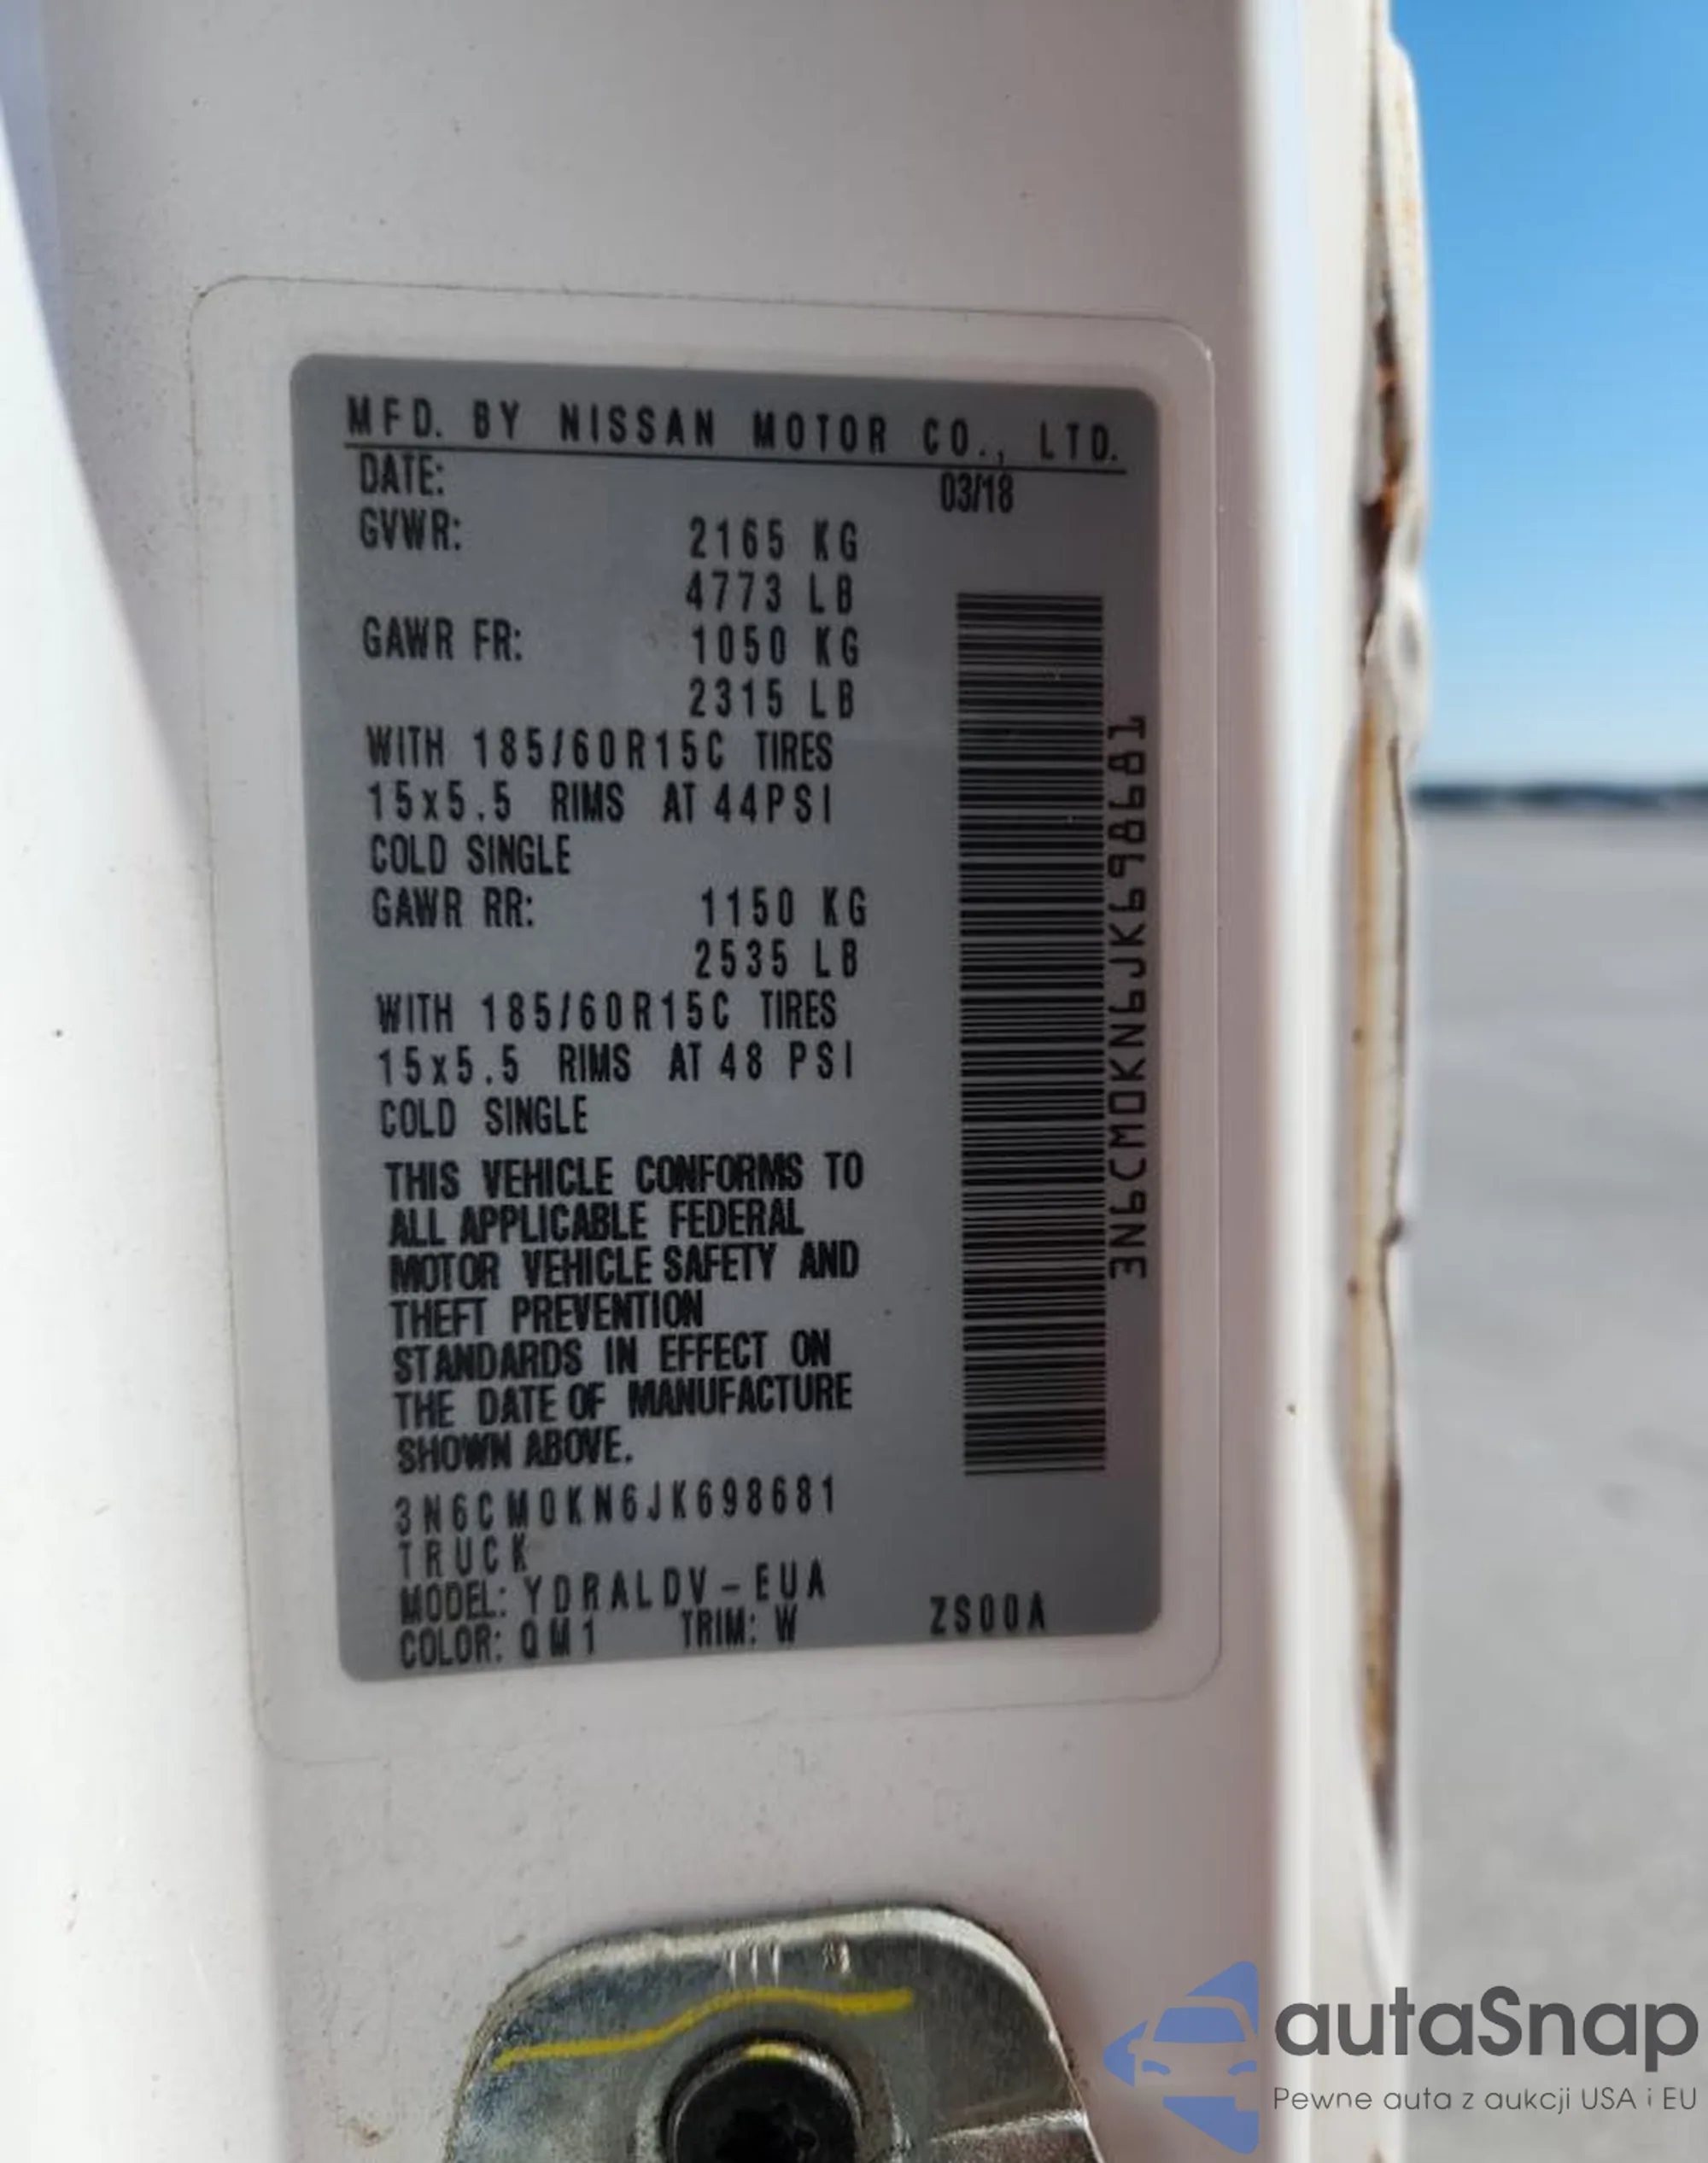 MFD. BY NISSAN MOTOR CO., LTD.
DATE: 03/18
GVWR: 2165 KG
4773 LB
GAWR FR: 1050 KG
2315 LB
WITH 185/60R15C TIRES
15x5.5 RIMS AT 44PSI
COLD SINGLE
GAWR RR: 1150 KG
2535 LB
WITH 185/60R15C TIRES
15x5.5 RIMS AT 48 PSI
COLD SINGLE
THIS VEHICLE CONFORMS TO
ALL APPLICABLE FEDERAL
MOTOR VEHICLE SAFETY AND
THEFT PREVENTION
STANDARDS IN EFFECT ON
THE DATE OF MANUFACTURE
SHOWN ABOVE.
3N6CM0KN6JK698681
TRUCK
MODEL: YDRALDV-EUA
COLOR: QM1 TRIM: W ZS00A
3N6CM0KN6JK698681
autaSnap
Pewne auta z aukcji USA i EU